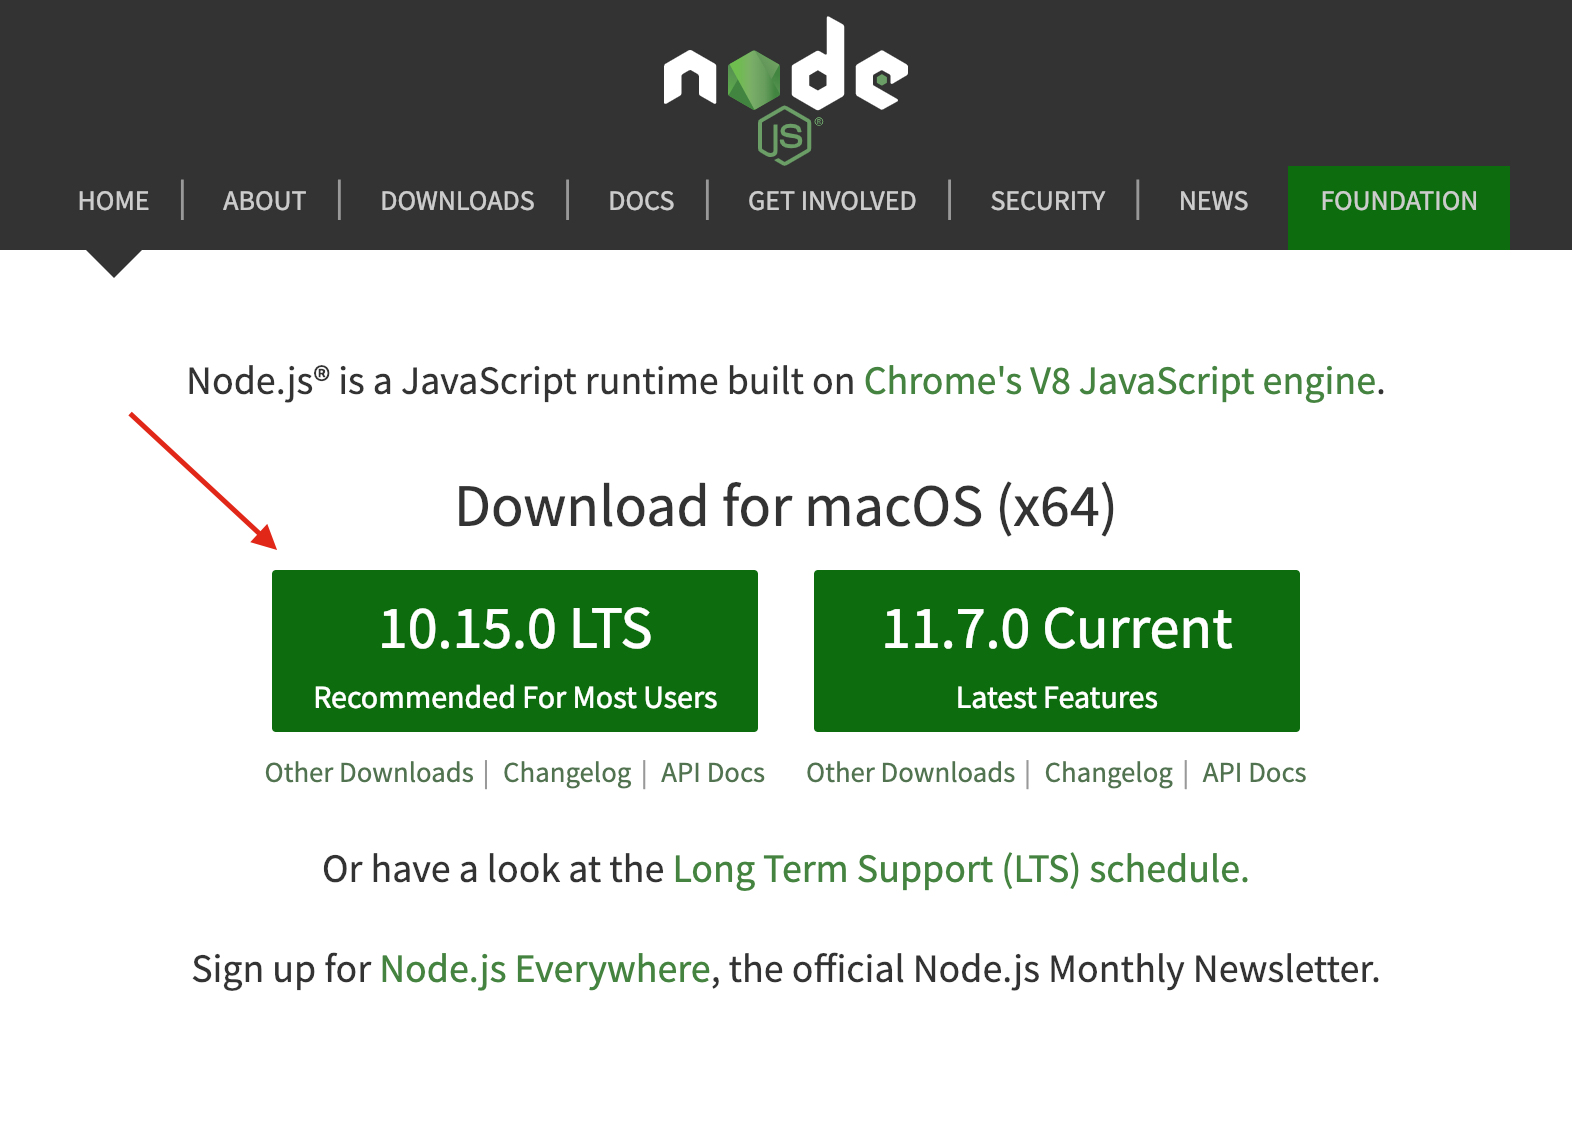 node
JS®
HOME | ABOUT | DOWNLOADS | DOCS | GET INVOLVED | SECURITY | NEWS FOUNDATION
Node.js® is a JavaScript runtime built on Chrome's V8 JavaScript engine.
Download for macOS (x64)
10.15.0 LTS
Recommended For Most Users
Other Downloads | Changelog | API Docs
11.7.0 Current
Latest Features
Other Downloads | Changelog | API Docs
Or have a look at the Long Term Support (LTS) schedule.
Sign up for Node.js Everywhere, the official Node.js Monthly Newsletter.